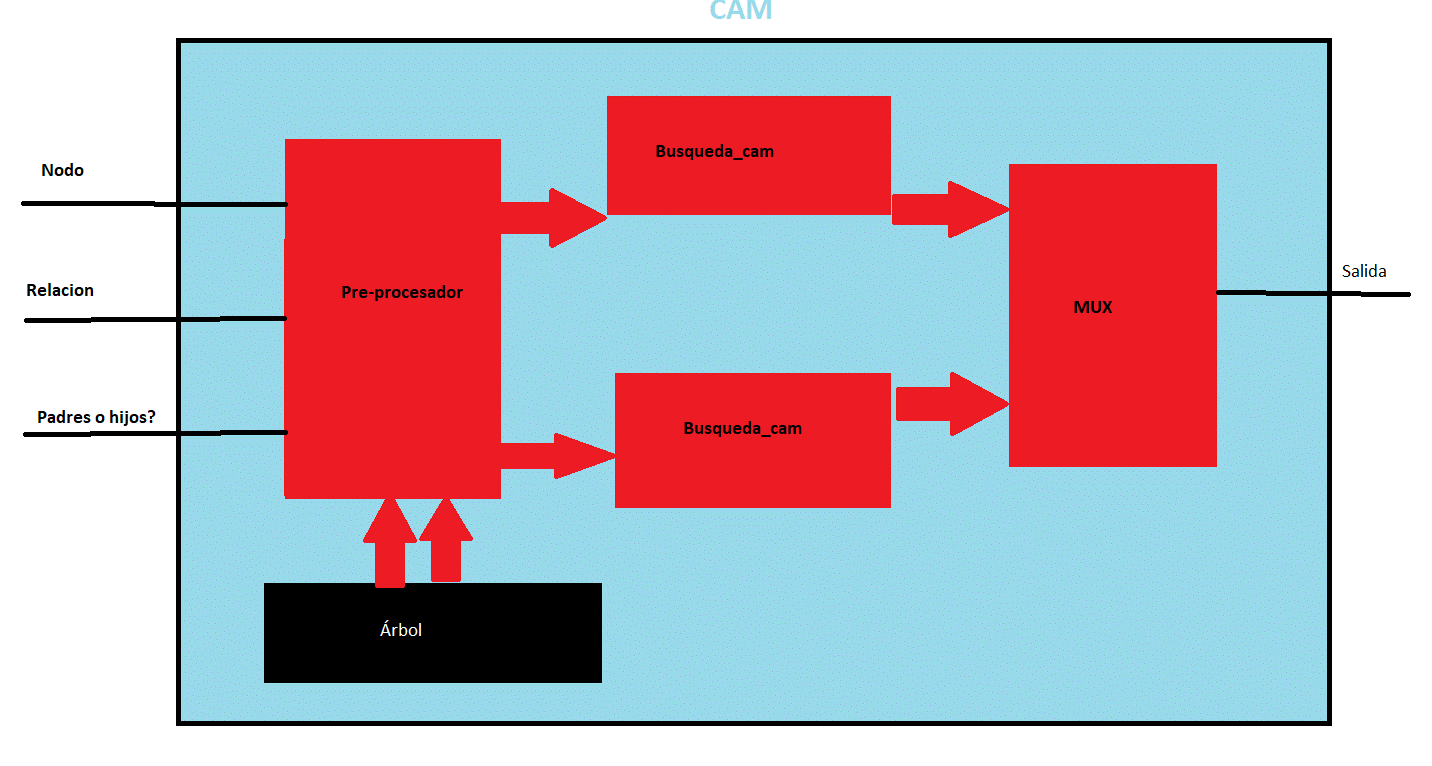 CAM
Nodo
Relacion
Padres o hijos?
Pre-procesador
Busqueda_cam
Busqueda_cam
MUX
Salida
Árbol